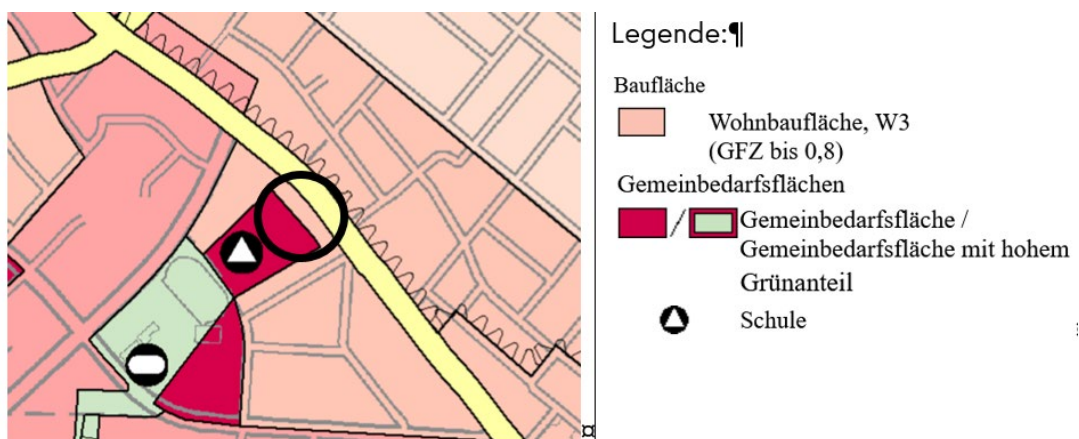 Legende:¶
Baufläche
Wohnbaufläche, W3
(GFZ bis 0,8)
Gemeinbedarfsflächen
/ Gemeinbedarfsfläche /
Gemeinbedarfsfläche mit hohem
Grünanteil
Schule
¤